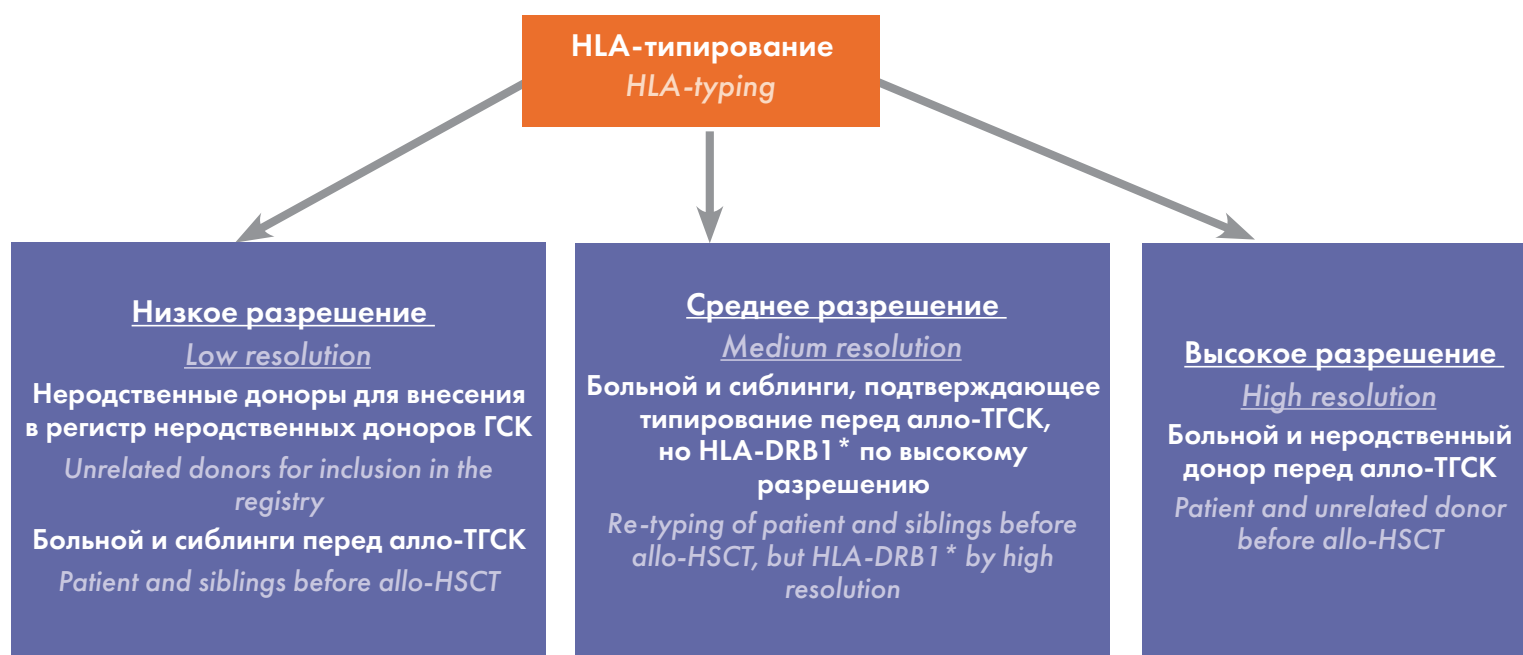 HLA-типирование
HLA-typing
Низкое разрешение
Low resolution
Неродственные доноры для внесения
в регистр неродственных доноров ГСК
Unrelated donors for inclusion in the
registry
Больной и сиблинги перед алло-ТГСК
Patient and siblings before allo-HSCT
Среднее разрешение
Medium resolution
Больной и сиблинги, подтверждающее
типирование перед алло-ТГСК,
но HLA-DRB1* по высокому
разрешению
Re-typing of patient and siblings before
allo-HSCT, but HLA-DRB1* by high
resolution
Высокое разрешение
High resolution
Больной и неродственный
донор перед алло-ТГСК
Patient and unrelated donor
before allo-HSCT